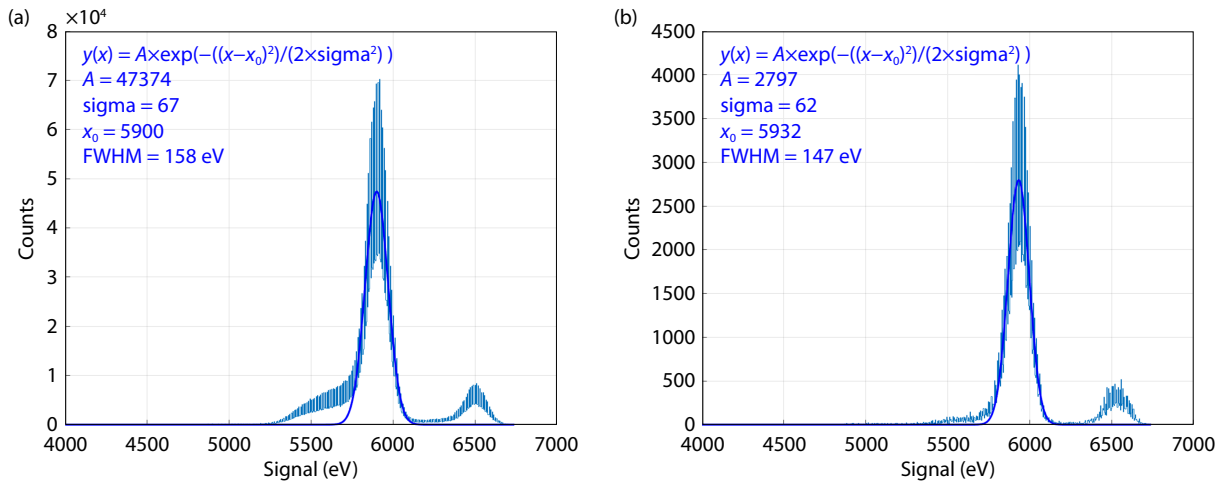 (a)
×10⁴
8
7
6
5
4
3
2
1
0
Counts
y(x) = A×exp(−((x−x₀)²)/(2×sigma²) )
A = 47374
sigma = 67
x₀ = 5900
FWHM = 158 eV
4000 4500 5000 5500 6000 6500 7000
Signal (eV)
(b)
4500
4000
3500
3000
2500
2000
1500
1000
500
0
Counts
y(x) = A×exp(−((x−x₀)²)/(2×sigma²) )
A = 2797
sigma = 62
x₀ = 5932
FWHM = 147 eV
4000 4500 5000 5500 6000 6500 7000
Signal (eV)